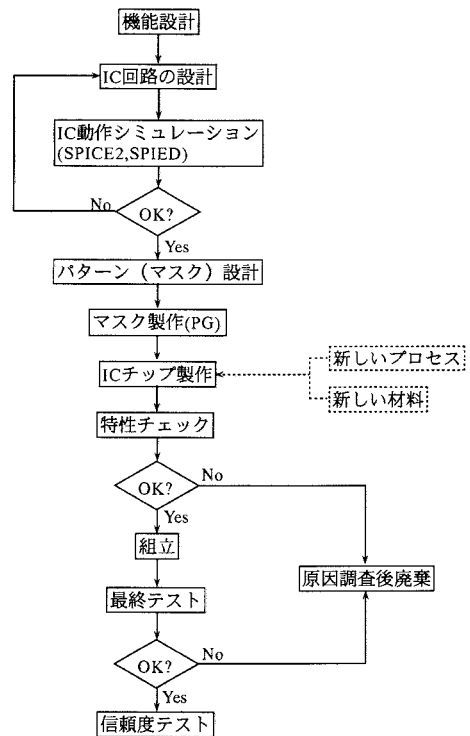 機能設計
IC回路の設計
IC動作シミュレーション
(SPICE2,SPIED)
No
OK?
Yes
パターン（マスク）設計
マスク製作(PG)
新しいプロセス
ICチップ製作
新しい材料
特性チェック
No
OK?
Yes
組立
原因調査後廃棄
最終テスト
No
OK?
Yes
信頼度テスト